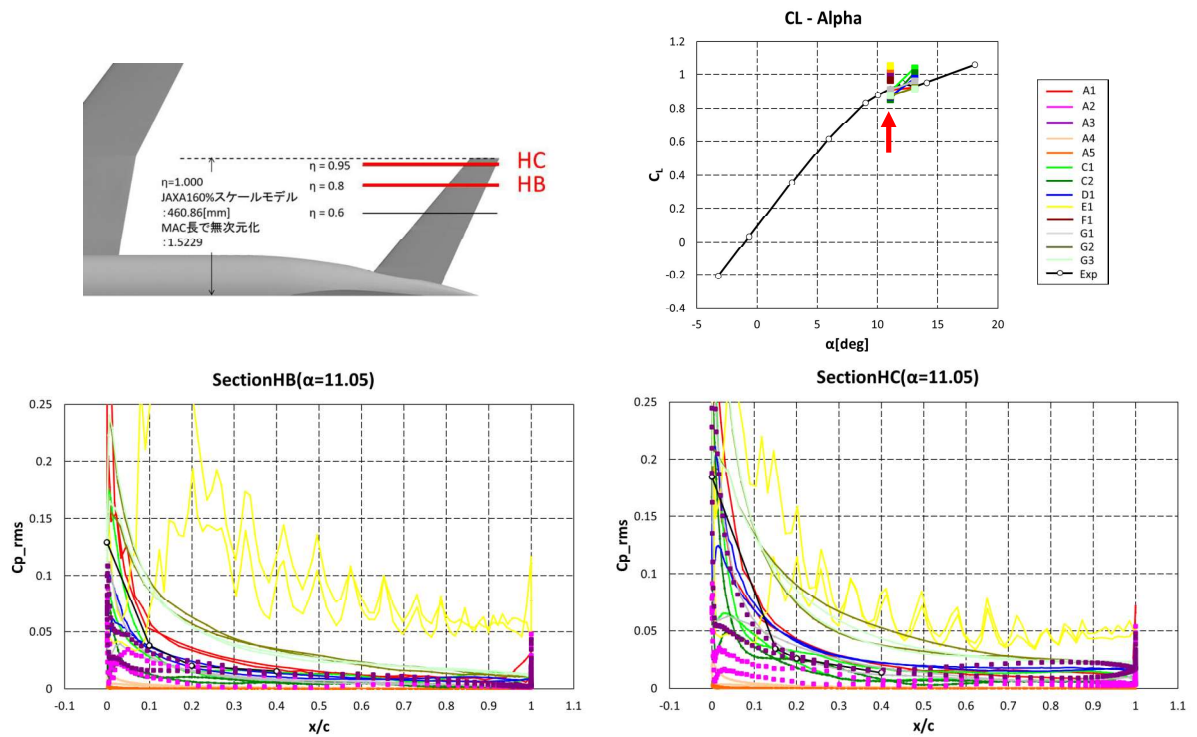 η=1.000
JAXA160%スケールモデル
:460.86[mm]
MAC長で無次元化
:1.5229
η = 0.95
η = 0.8
η = 0.6
HC
HB
CL - Alpha
CL
1.2
1
0.8
0.6
0.4
0.2
0
-0.2
-0.4
-5
0
5
10
15
20
α[deg]
A1
A2
A3
A4
A5
C1
C2
D1
E1
F1
G1
G2
G3
Exp
SectionHB(α=11.05)
Cp_rms
0.25
0.2
0.15
0.1
0.05
0
-0.1
0
0.1
0.2
0.3
0.4
0.5
0.6
0.7
0.8
0.9
1
1.1
x/c
SectionHC(α=11.05)
Cp_rms
0.25
0.2
0.15
0.1
0.05
0
-0.1
0
0.1
0.2
0.3
0.4
0.5
0.6
0.7
0.8
0.9
1
1.1
x/c